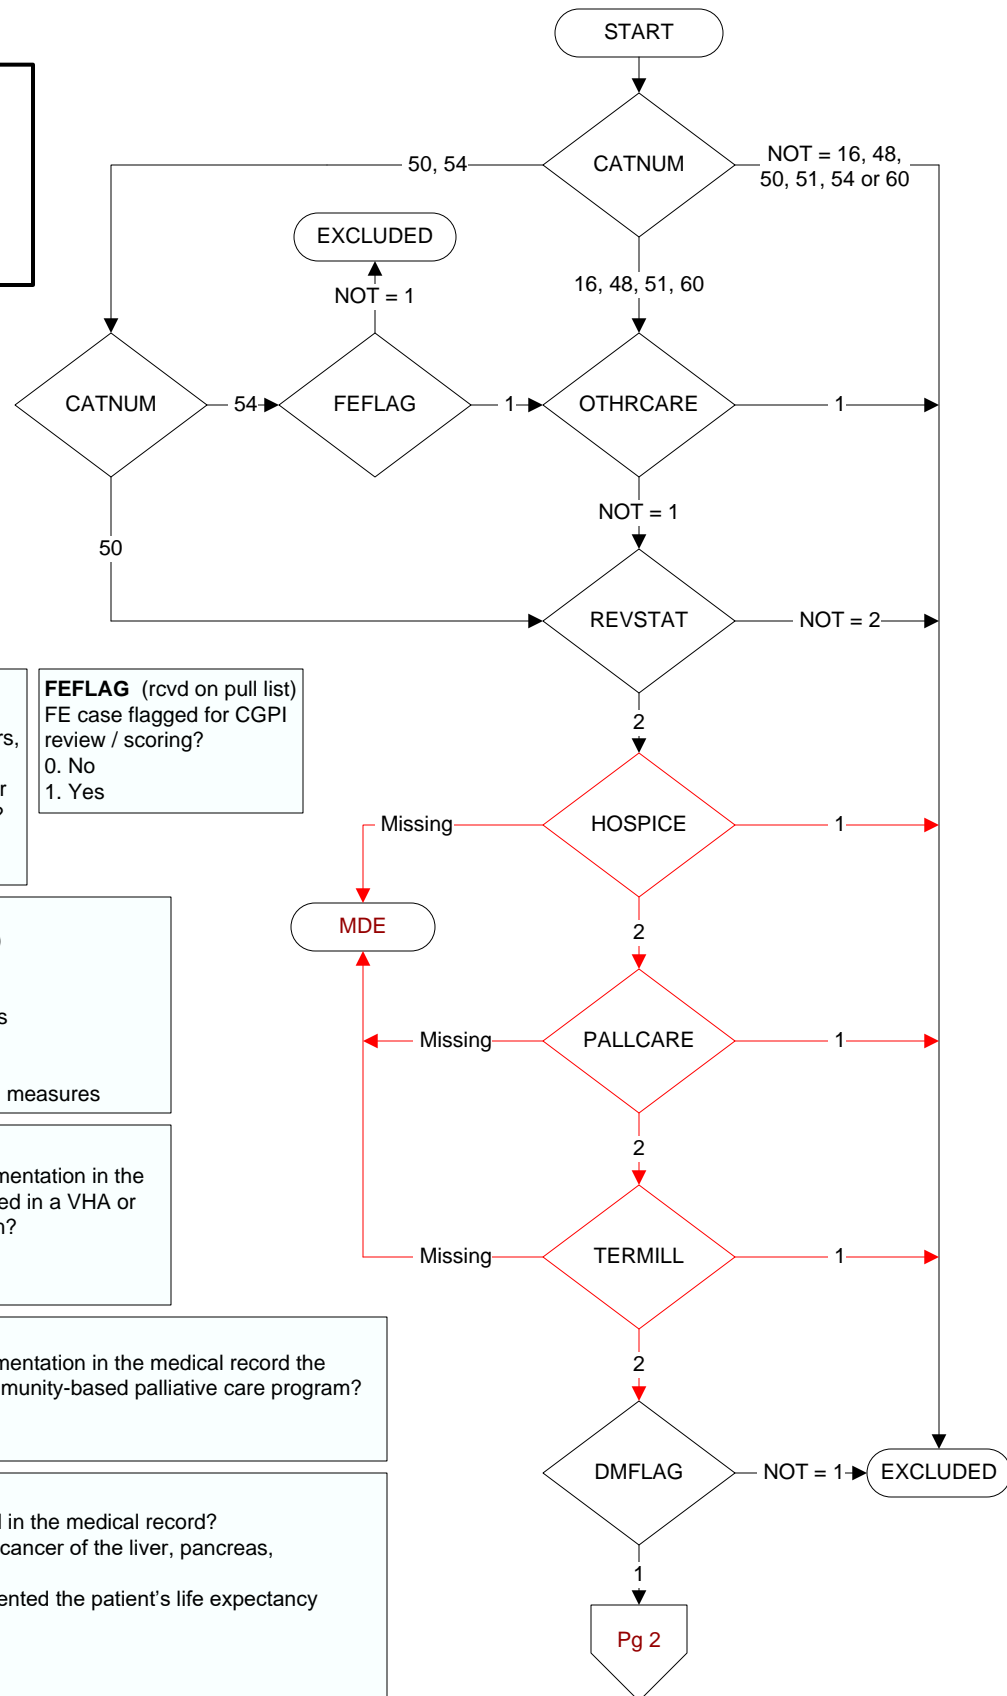 START
CATNUM
50, 54
NOT = 16, 48,
50, 51, 54 or 60
EXCLUDED
NOT = 1
16, 48, 51, 60
CATNUM
54
FEFLAG
1
OTHRCARE
1
NOT = 1
50
REVSTAT
NOT = 2
2
rs,
r
?
FEFLAG (rcvd on pull list)
FE case flagged for CGPI
review / scoring?
0. No
1. Yes
HOSPICE
Missing
1
MDE
2
)
s
measures
PALLCARE
Missing
1
2
mentation in the
ed in a VHA or
n?
TERMILL
Missing
1
2
mentation in the medical record the
mmunity-based palliative care program?
DMFLAG
NOT = 1
EXCLUDED
1
Pg 2
l in the medical record?
cancer of the liver, pancreas,
ented the patient's life expectancy